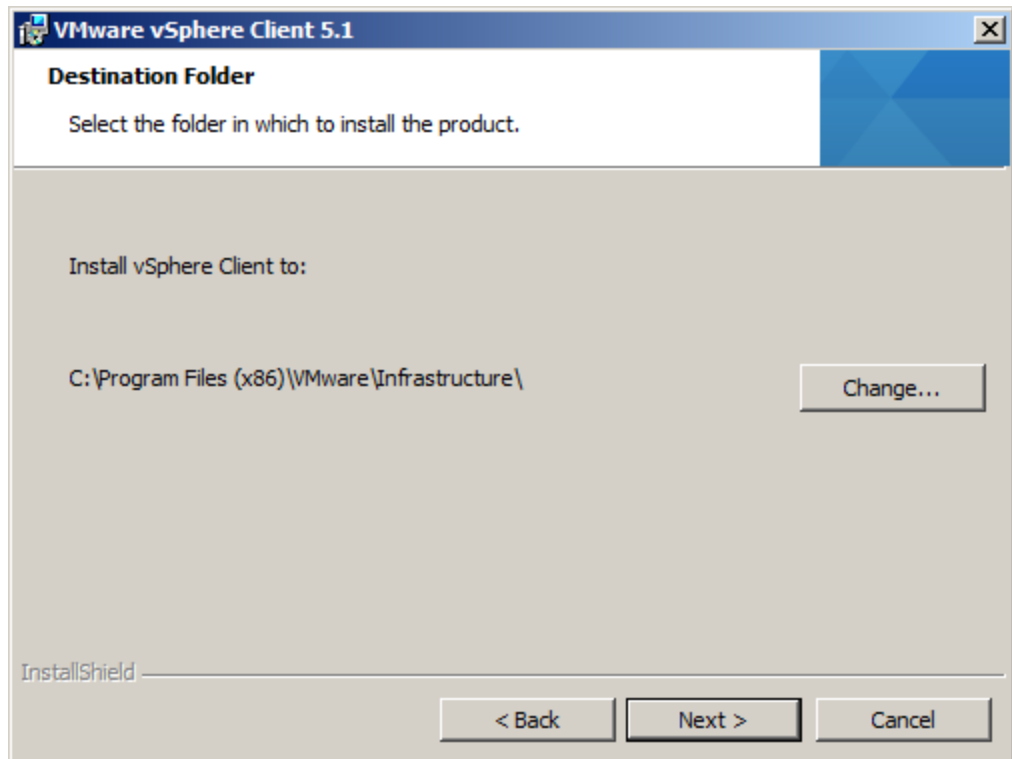 VMware vSphere Client 5.1
Destination Folder
Select the folder in which to install the product.
Install vSphere Client to:
C:\Program Files (x86)\VMware\Infrastructure\
Change...
InstallShield
< Back
Next >
Cancel